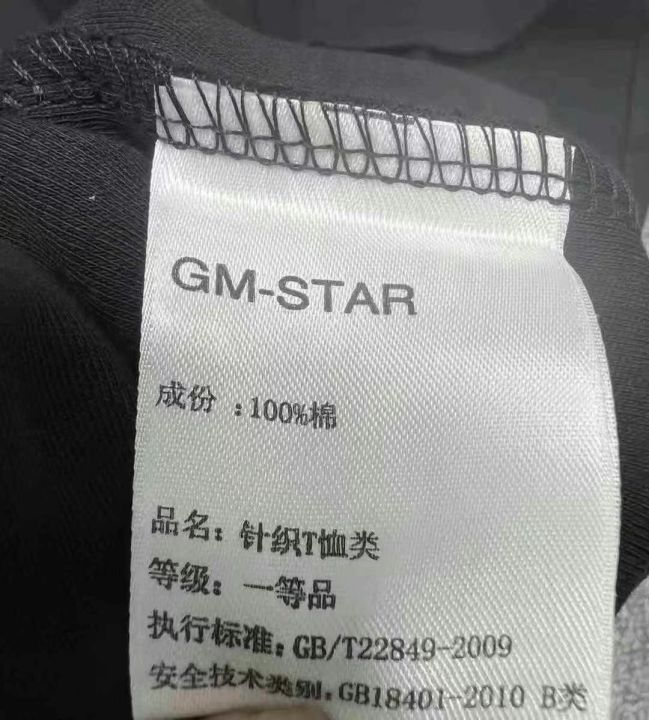 GM-STAR
成份 :100%棉
品名: 针织T恤类
等级: 一等品
执行标准: GB/T22849-2009
安全技术类别: GB18401-2010 B类